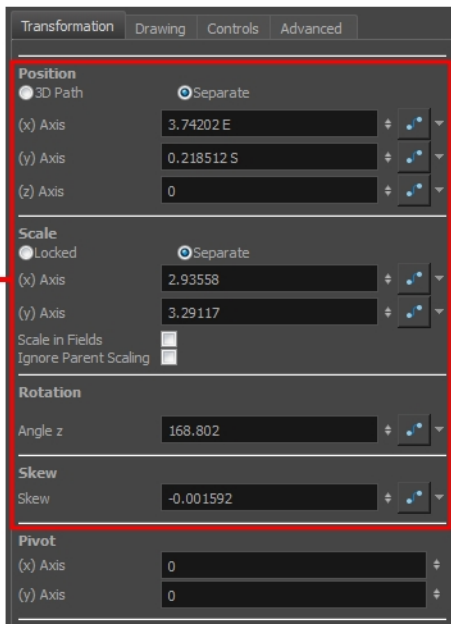 Transformation Drawing Controls Advanced
Position
3D Path Separate
(x) Axis 3.74202 E
(y) Axis 0.218512 S
(z) Axis 0
Scale
Locked Separate
(x) Axis 2.93558
(y) Axis 3.29117
Scale in Fields
Ignore Parent Scaling
Rotation
Angle z 168.802
Skew
Skew -0.001592
Pivot
(x) Axis 0
(y) Axis 0